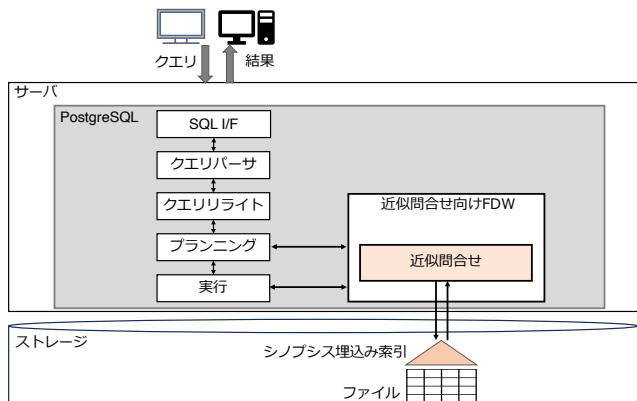 クエリ
結果
サーバ
PostgreSQL
SQL I/F
クエリパーサ
クエリリライト
近似問合せ向けFDW
プランニング
近似問合せ
実行
ストレージ
シノプシス埋込み索引
ファイル